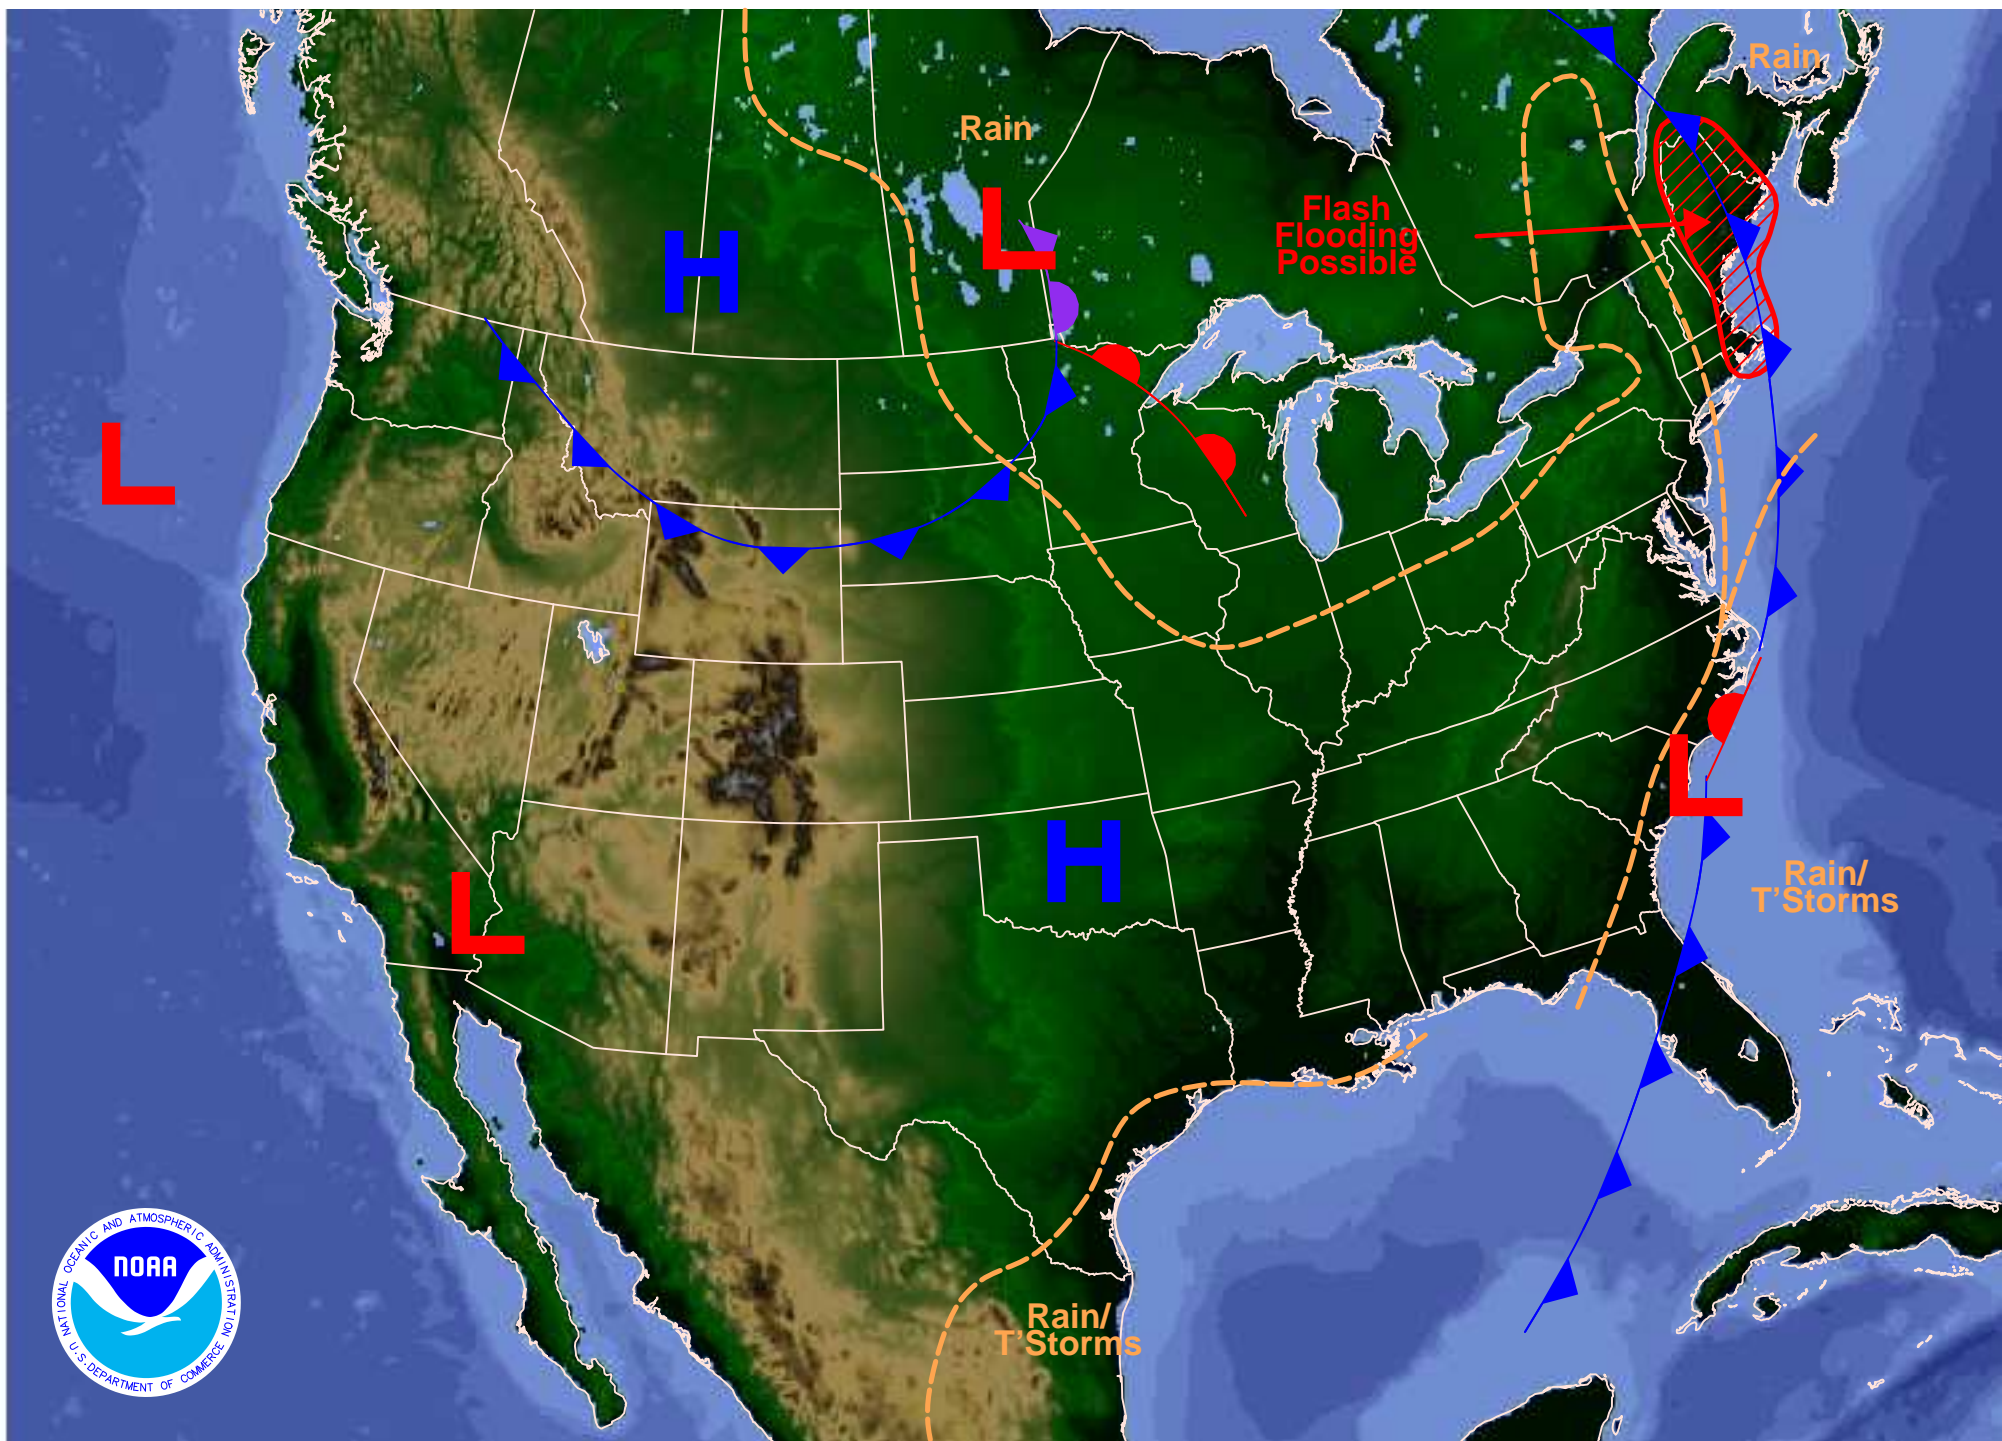 Rain
Rain
Flash
Flooding
Possible
H
L
L
H
L
L
Rain/
T'Storms
Rain/
T'Storms
NATIONAL OCEANIC AND ATMOSPHERIC ADMINISTRATION
NOAA
U.S. DEPARTMENT OF COMMERCE